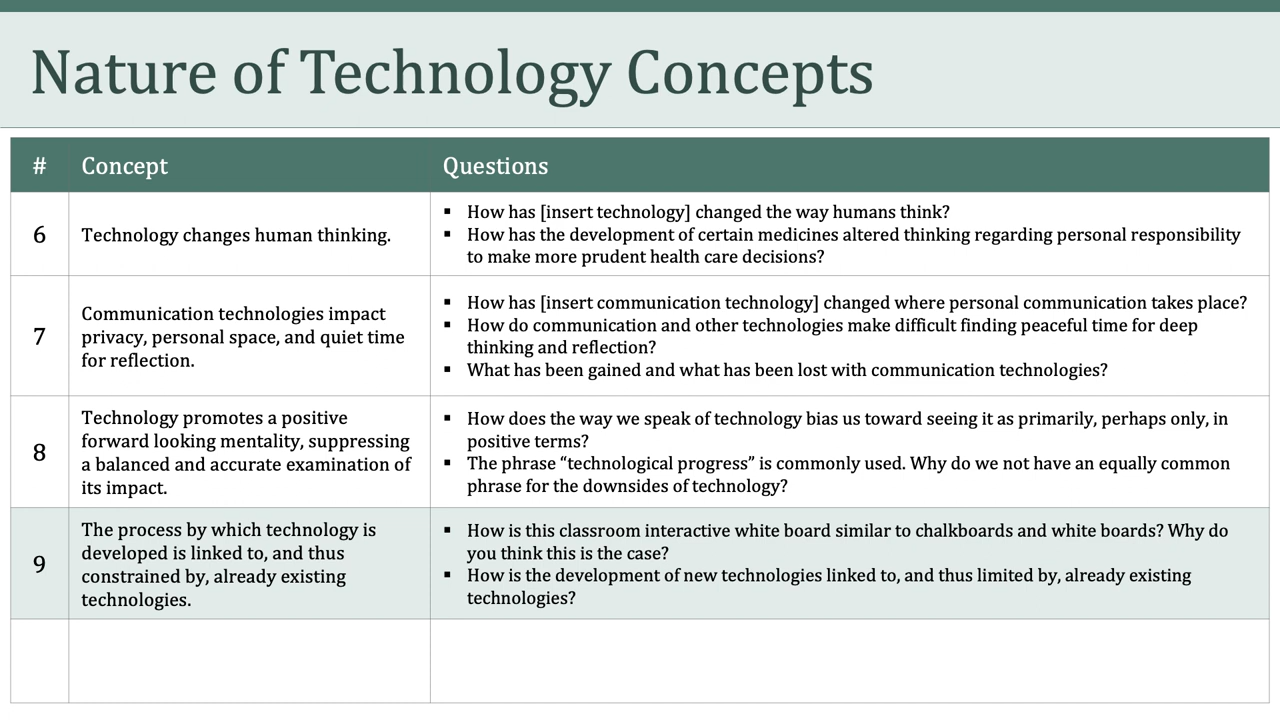 Nature of Technology Concepts
# Concept Questions
6
Technology changes human thinking.
▪ How has [insert technology] changed the way humans think?
▪ How has the development of certain medicines altered thinking regarding personal responsibility
to make more prudent health care decisions?
7
Communication technologies impact
privacy, personal space, and quiet time
for reflection.
▪ How has [insert communication technology] changed where personal communication takes place?
▪ How do communication and other technologies make difficult finding peaceful time for deep
thinking and reflection?
▪ What has been gained and what has been lost with communication technologies?
8
Technology promotes a positive
forward looking mentality, suppressing
a balanced and accurate examination of
its impact.
▪ How does the way we speak of technology bias us toward seeing it as primarily, perhaps only, in
positive terms?
▪ The phrase “technological progress” is commonly used. Why do we not have an equally common
phrase for the downsides of technology?
9
The process by which technology is
developed is linked to, and thus
constrained by, already existing
technologies.
▪ How is this classroom interactive white board similar to chalkboards and white boards? Why do
you think this is the case?
▪ How is the development of new technologies linked to, and thus limited by, already existing
technologies?